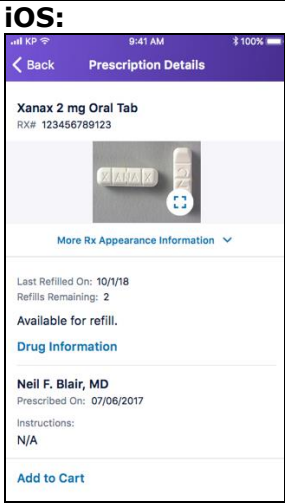 iOS:
KP 9:41 AM 100%
Back Prescription Details
Xanax 2 mg Oral Tab
RX# 123456789123
XANAX
More Rx Appearance Information
Last Refilled On: 10/1/18
Refills Remaining: 2
Available for refill.
Drug Information
Neil F. Blair, MD
Prescribed On: 07/06/2017
Instructions:
N/A
Add to Cart